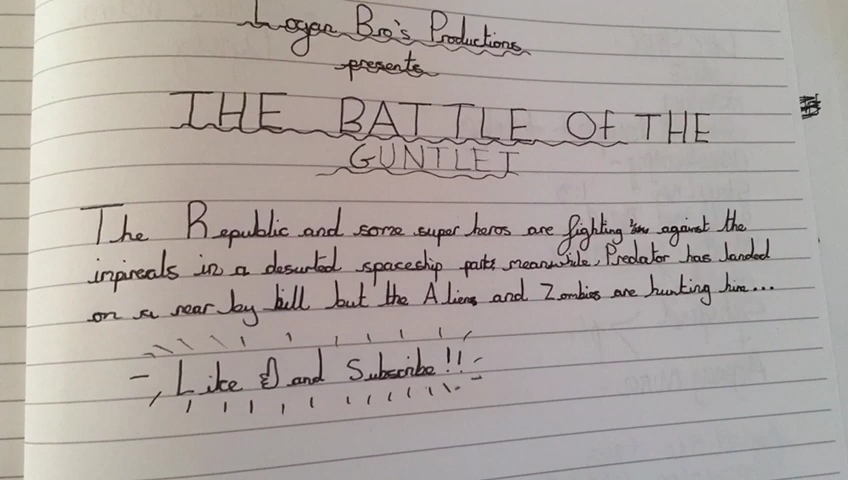 Logan Bro's Productions
presents
THE BATTLE OF THE
GUNTLET
The Republic and some super heros are fighting against the
impireals in a desurted spaceship parts meanwhile, Predator has landed
on a near by hill but the Aliens and Zombies are hunting him...
Like and Subscribe!!